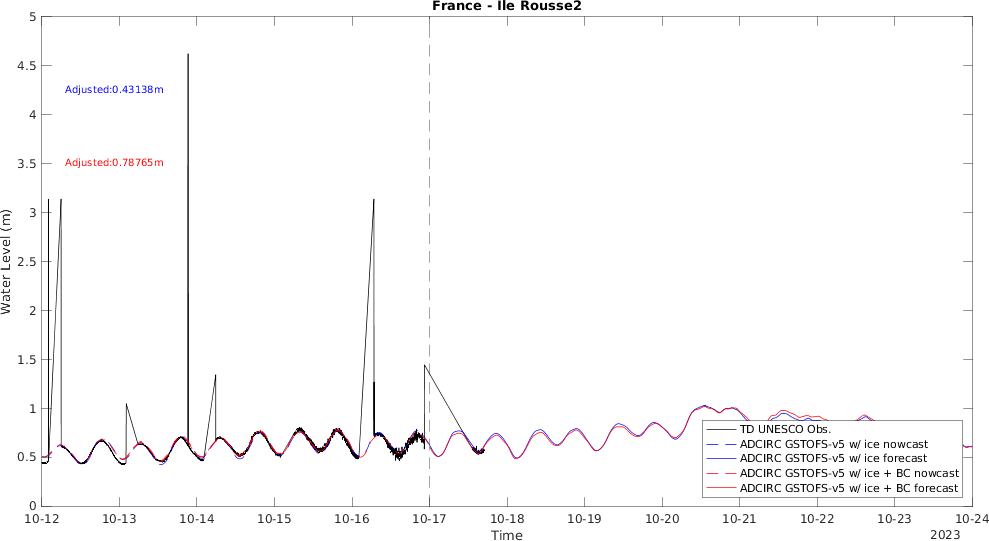 France - Ile Rousse2
Water Level (m)
5
4.5
4
3.5
3
2.5
2
1.5
1
0.5
0
Adjusted:0.43138m
Adjusted:0.78765m
TD UNESCO Obs.
ADCIRC GSTOFS-v5 w/ ice nowcast
ADCIRC GSTOFS-v5 w/ ice forecast
ADCIRC GSTOFS-v5 w/ ice + BC nowcast
ADCIRC GSTOFS-v5 w/ ice + BC forecast
10-12 10-13 10-14 10-15 10-16 10-17 10-18 10-19 10-20 10-21 10-22 10-23 10-24
Time
2023